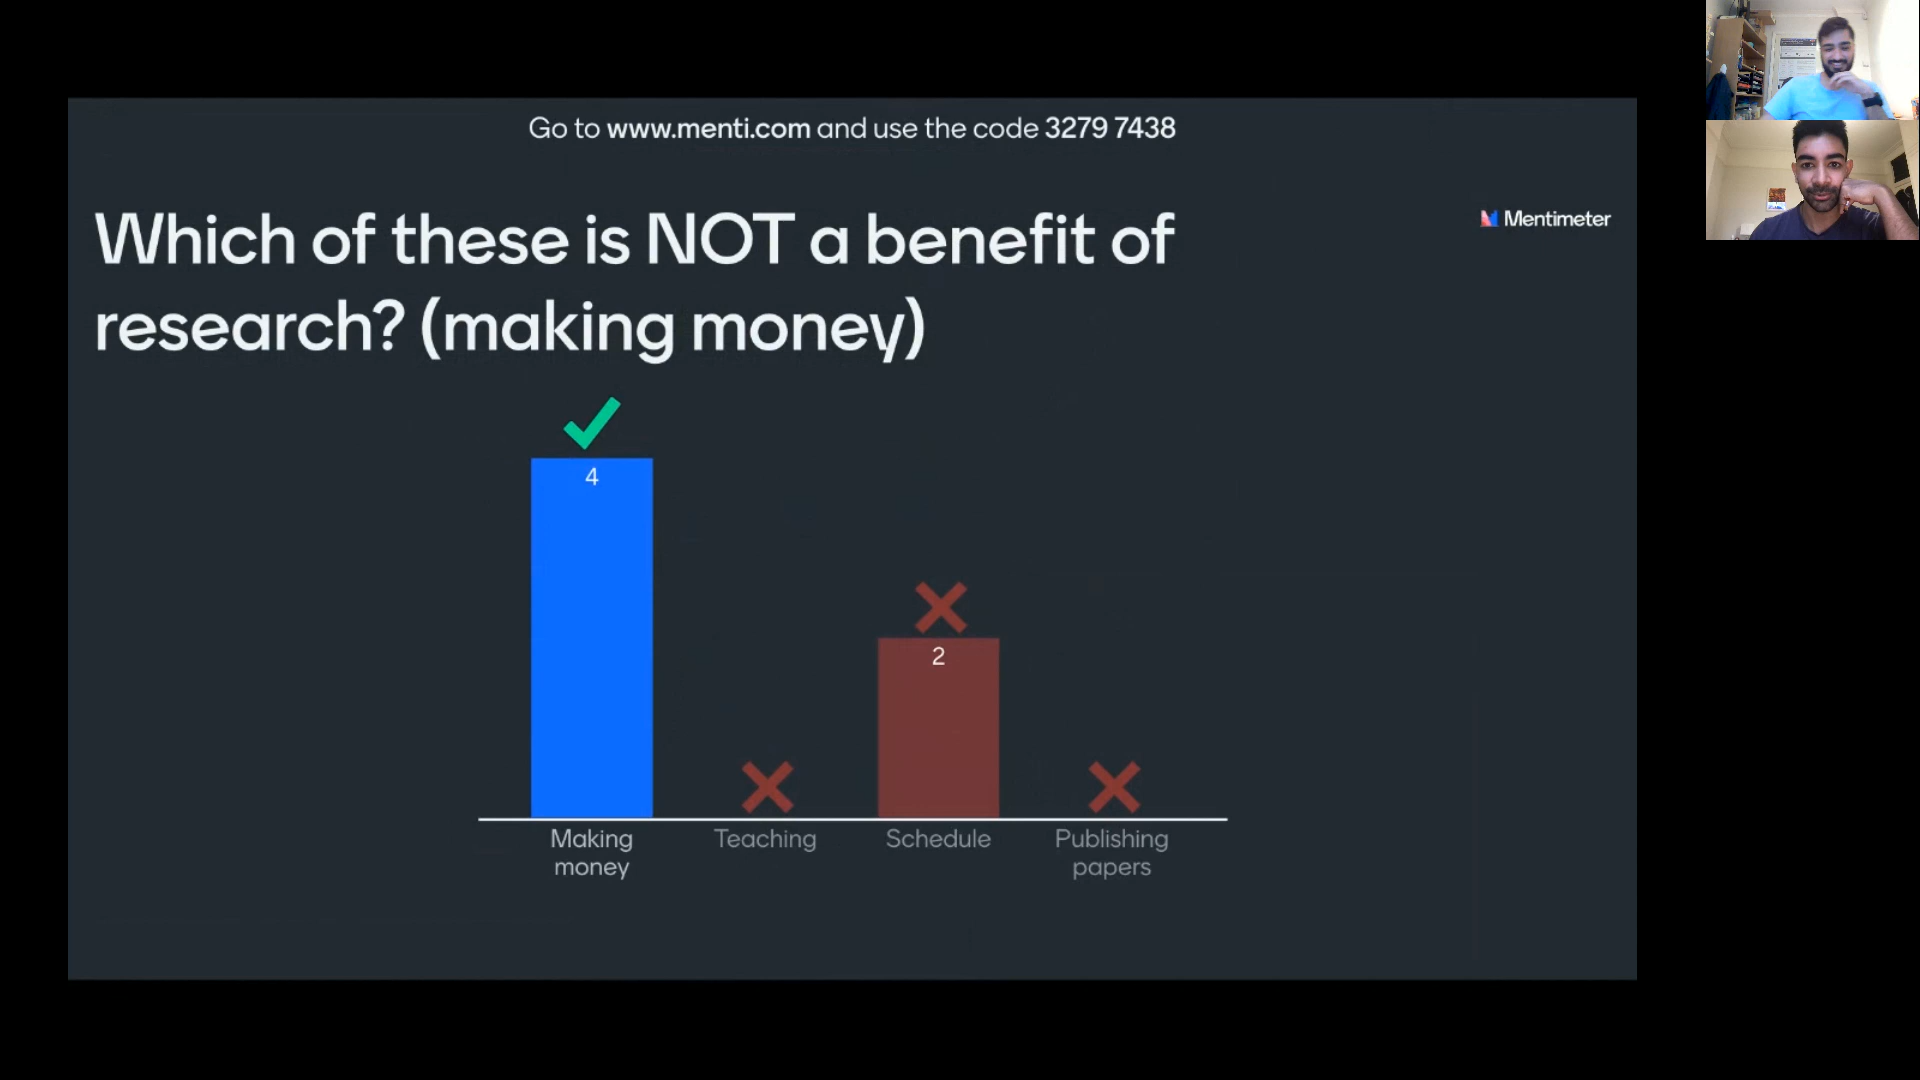 Go to www.menti.com and use the code 3279 7438
Which of these is NOT a benefit of
research? (making money)
Mentimeter
4
2
Making
money
Teaching
Schedule
Publishing
papers